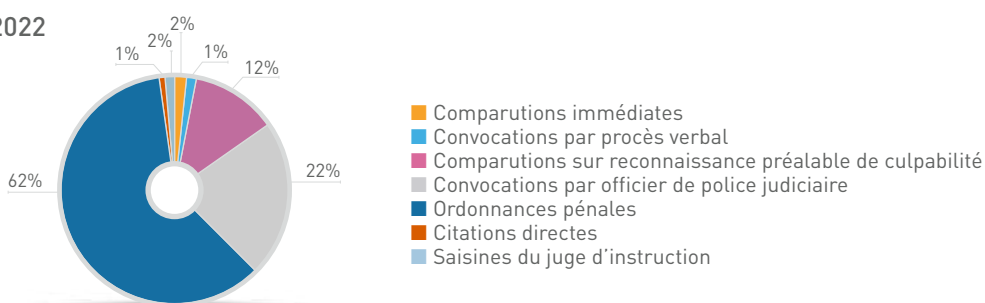 2022
2%
2%
1%
1%
12%
22%
62%
Comparutions immédiates
Convocations par procès verbal
Comparutions sur reconnaissance préalable de culpabilité
Convocations par officier de police judiciaire
Ordonnances pénales
Citations directes
Saisines du juge d’instruction